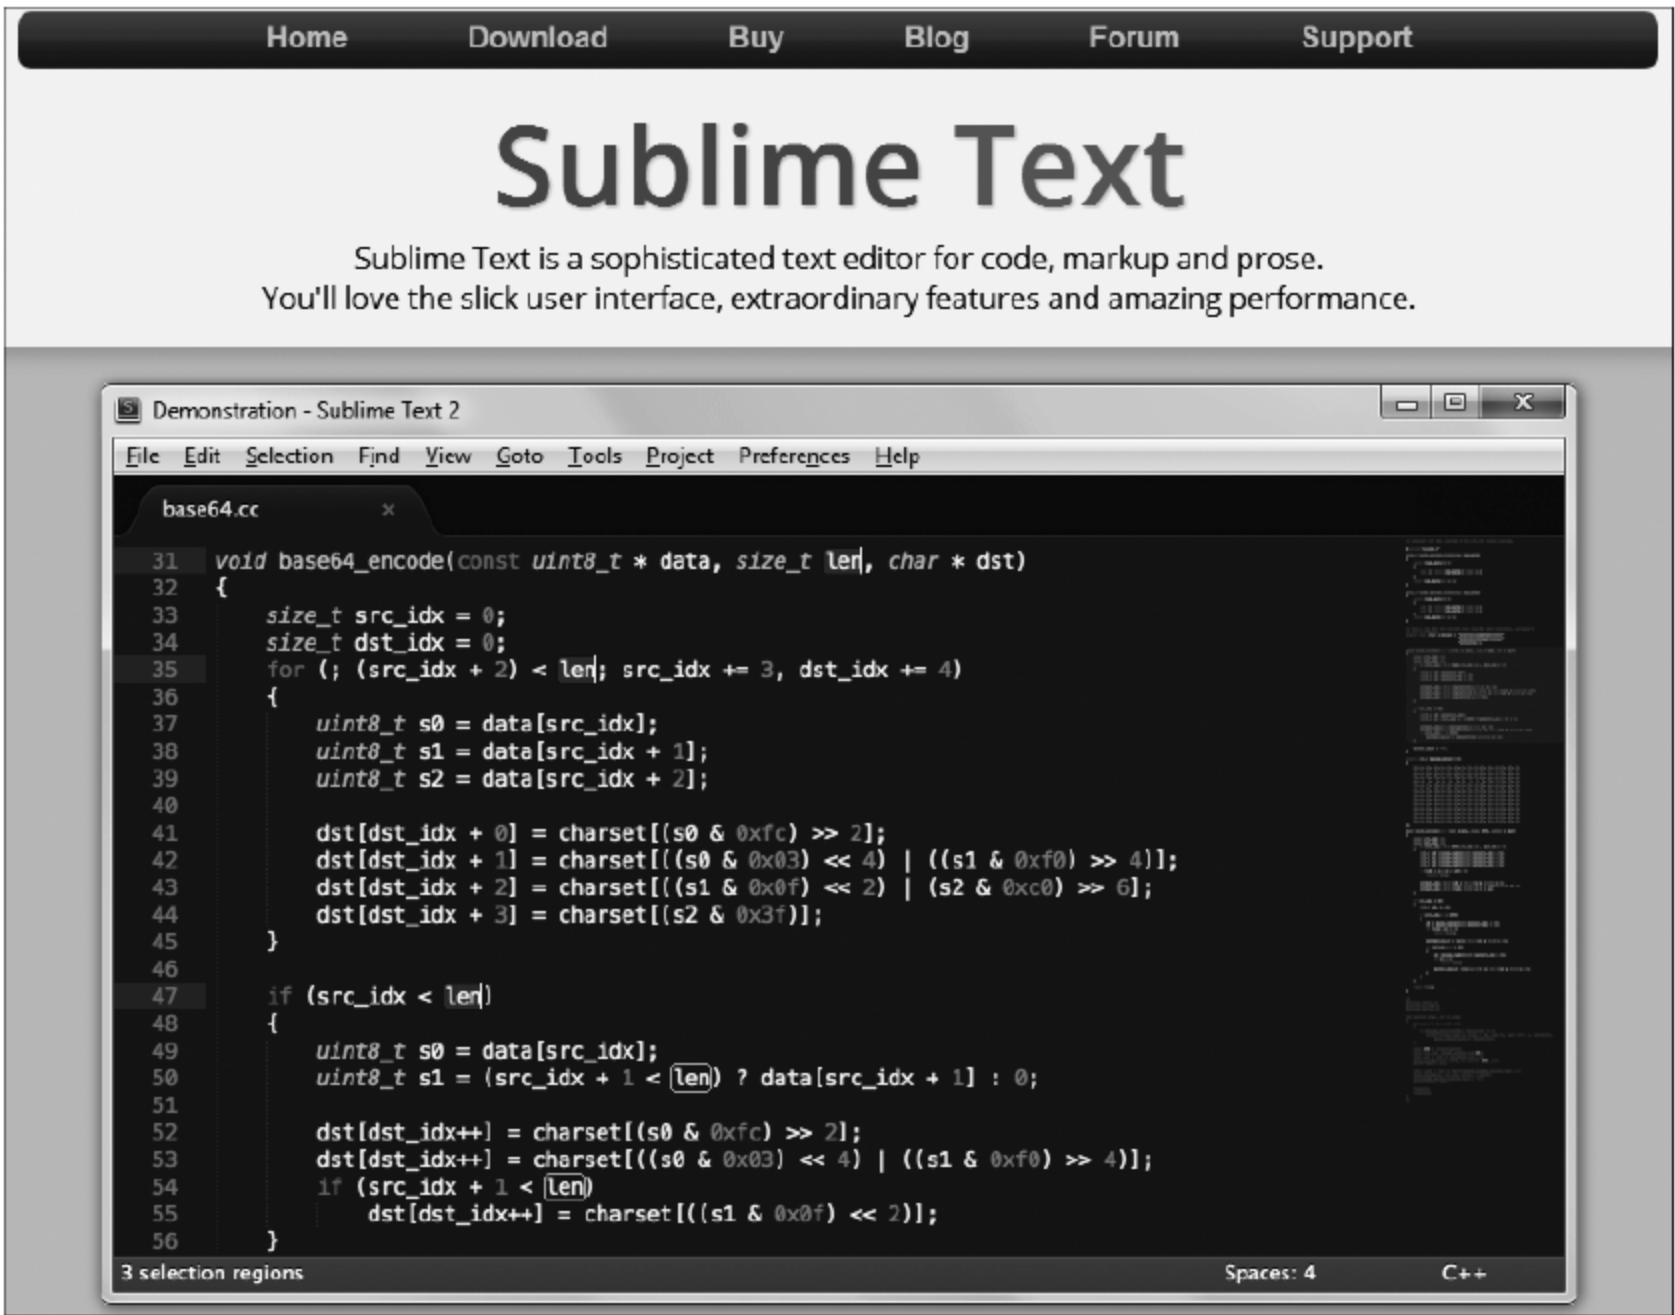 Home Download Buy Blog Forum Support
Sublime Text
Sublime Text is a sophisticated text editor for code, markup and prose.
You'll love the slick user interface, extraordinary features and amazing performance.
Demonstration - Sublime Text 2
File Edit Selection Find View Goto Tools Project Preferences Help
base64.cc ×
31 void base64_encode(const uint8_t * data, size_t len, char * dst)
32 {
33     size_t src_idx = 0;
34     size_t dst_idx = 0;
35     for (; (src_idx + 2) < len; src_idx += 3, dst_idx += 4)
36     {
37         uint8_t s0 = data[src_idx];
38         uint8_t s1 = data[src_idx + 1];
39         uint8_t s2 = data[src_idx + 2];
40
41         dst[dst_idx + 0] = charset[(s0 & 0xfc) >> 2];
42         dst[dst_idx + 1] = charset[((s0 & 0x03) << 4) | ((s1 & 0xf0) >> 4)];
43         dst[dst_idx + 2] = charset[((s1 & 0x0f) << 2) | (s2 & 0xc0) >> 6];
44         dst[dst_idx + 3] = charset[(s2 & 0x3f)];
45     }
46
47     if (src_idx < len)
48     {
49         uint8_t s0 = data[src_idx];
50         uint8_t s1 = (src_idx + 1 < len) ? data[src_idx + 1] : 0;
51
52         dst[dst_idx++] = charset[(s0 & 0xfc) >> 2];
53         dst[dst_idx++] = charset[((s0 & 0x03) << 4) | ((s1 & 0xf0) >> 4)];
54         if (src_idx + 1 < len)
55             dst[dst_idx++] = charset[((s1 & 0x0f) << 2)];
56     }
3 selection regions Spaces: 4 C++